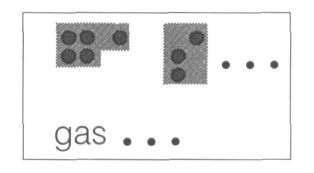 ⠛⠁⠎ . . .
gas . . .